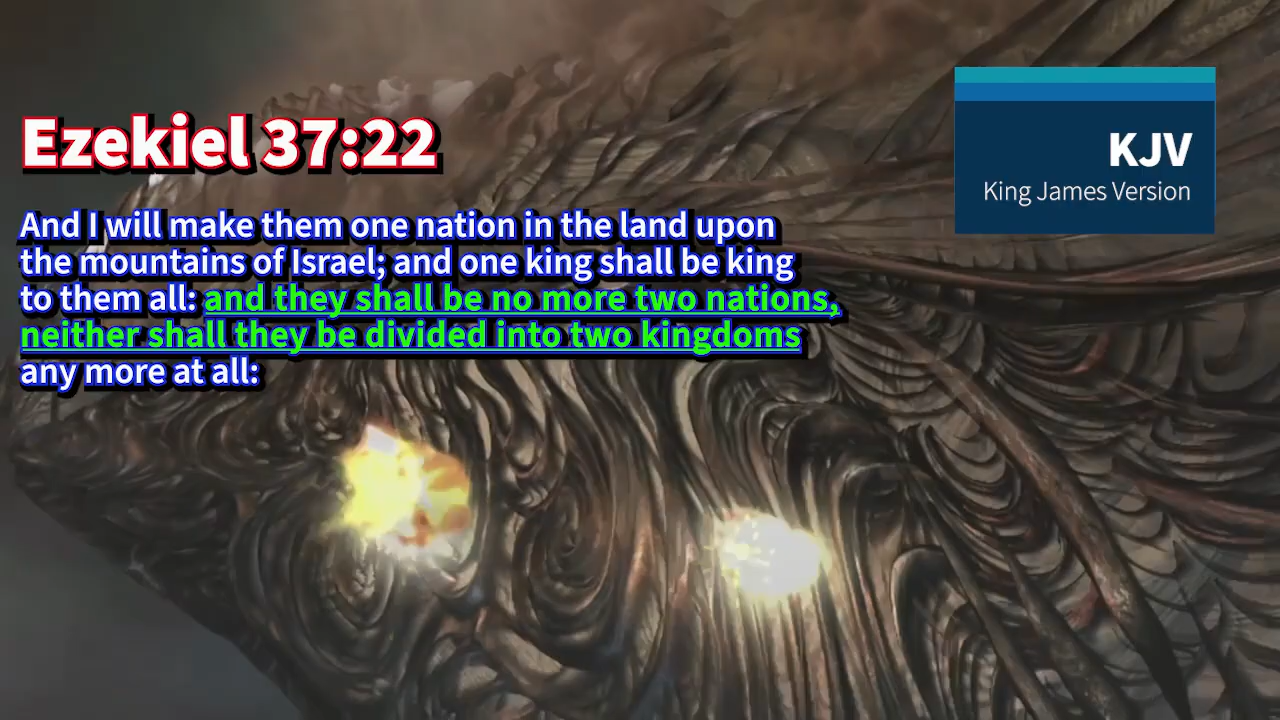 Ezekiel 37:22
KJV
King James Version
And I will make them one nation in the land upon
the mountains of Israel; and one king shall be king
to them all: and they shall be no more two nations,
neither shall they be divided into two kingdoms
any more at all: